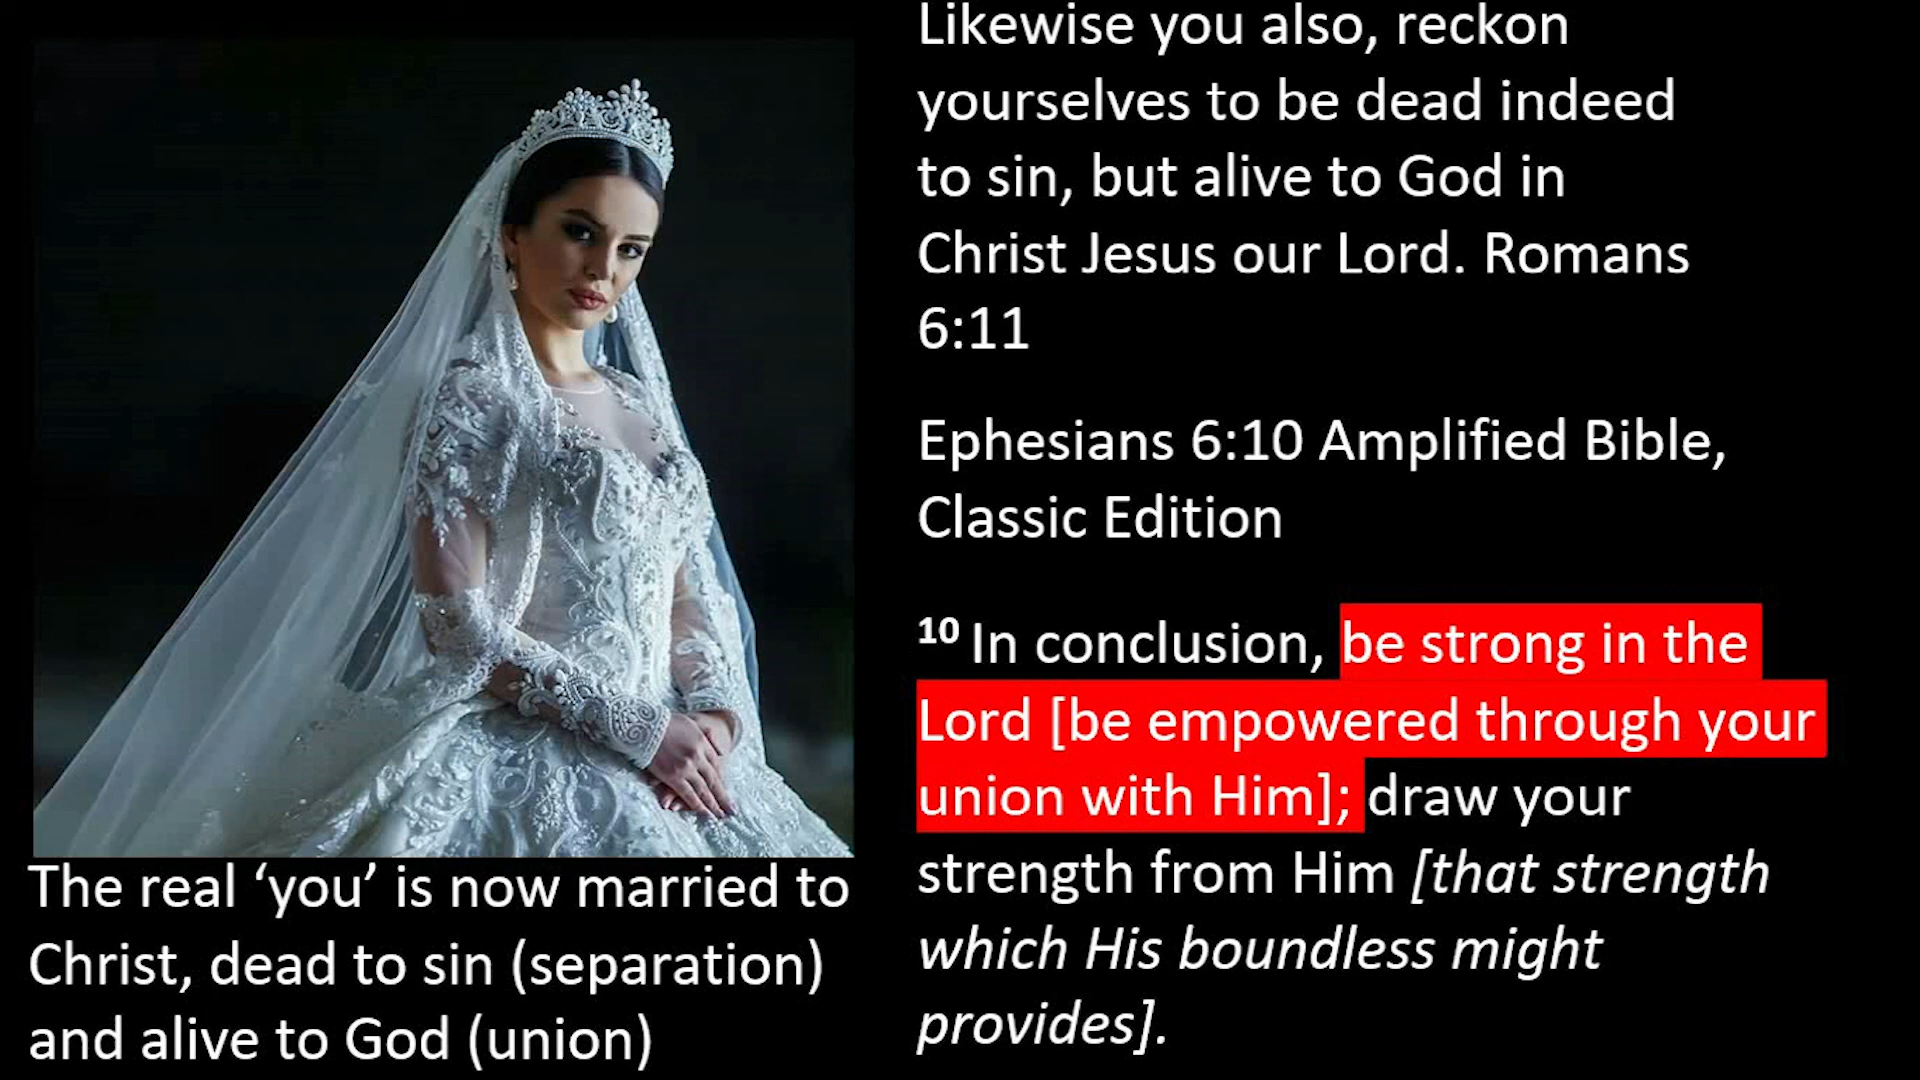 Likewise you also, reckon
yourselves to be dead indeed
to sin, but alive to God in
Christ Jesus our Lord. Romans
6:11
Ephesians 6:10 Amplified Bible,
Classic Edition
10 In conclusion, be strong in the
Lord [be empowered through your
union with Him]; draw your
strength from Him [that strength
which His boundless might
provides].
The real ‘you’ is now married to
Christ, dead to sin (separation)
and alive to God (union)